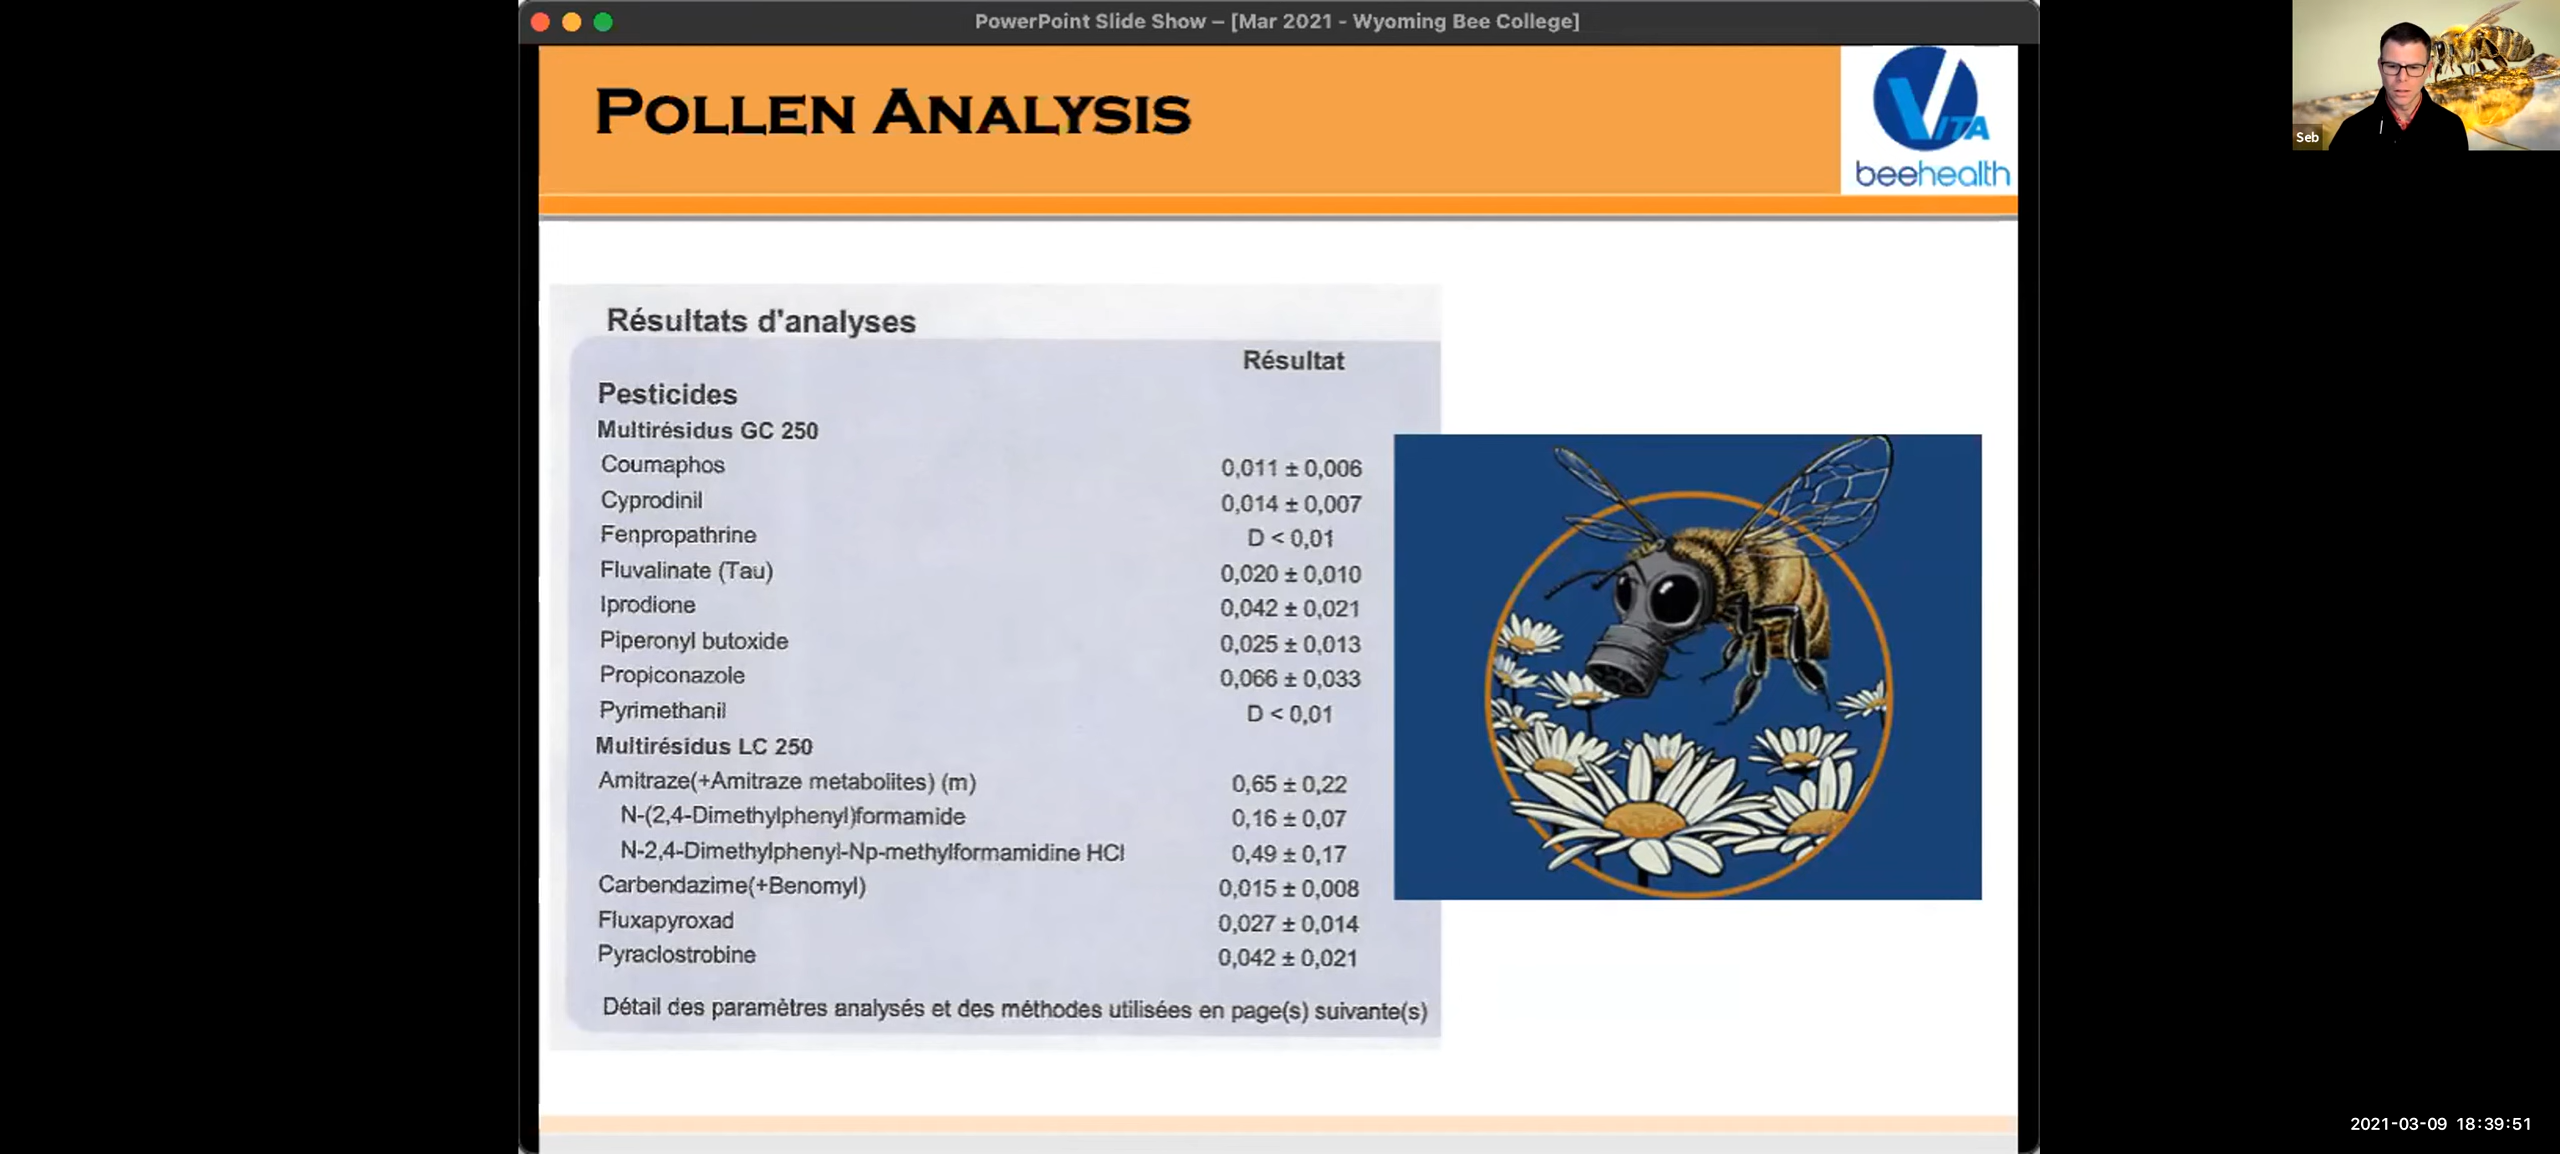 PowerPoint Slide Show – [Mar 2021 - Wyoming Bee College]
POLLEN ANALYSIS
VITA
beehealth
Seb
Résultats d'analyses
Résultat
Pesticides
Multirésidus GC 250
Coumaphos 0,011 ± 0,006
Cyprodinil 0,014 ± 0,007
Fenpropathrine D < 0,01
Fluvalinate (Tau) 0,020 ± 0,010
Iprodione 0,042 ± 0,021
Piperonyl butoxide 0,025 ± 0,013
Propiconazole 0,066 ± 0,033
Pyrimethanil D < 0,01
Multirésidus LC 250
Amitraze(+Amitraze metabolites) (m) 0,65 ± 0,22
N-(2,4-Dimethylphenyl)formamide 0,16 ± 0,07
N-2,4-Dimethylphenyl-Np-methylformamidine HCl 0,49 ± 0,17
Carbendazime(+Benomyl) 0,015 ± 0,008
Fluxapyroxad 0,027 ± 0,014
Pyraclostrobine 0,042 ± 0,021
Détail des paramètres analysés et des méthodes utilisées en page(s) suivante(s)
2021-03-09 18:39:51